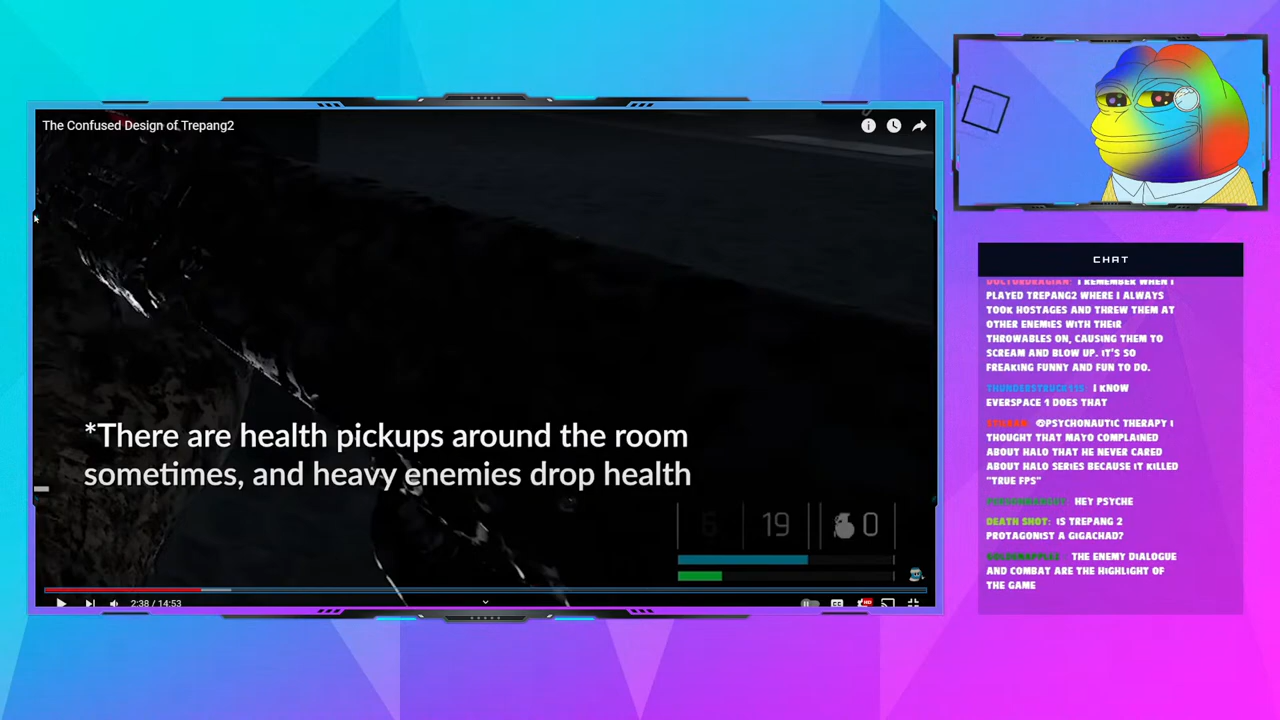 The Confused Design of Trepang2
*There are health pickups around the room
sometimes, and heavy enemies drop health
6 19 0
2:38 / 14:53
CC
HD
CHAT
I REMEMBER WHEN I
PLAYED TREPANG2 WHERE I ALWAYS
TOOK HOSTAGES AND THREW THEM AT
OTHER ENEMIES WITH THEIR
THROWABLES ON, CAUSING THEM TO
SCREAM AND BLOW UP. IT'S SO
FREAKING FUNNY AND FUN TO DO.
THUNDERSTRUCK115: I KNOW
EVERSPACE 1 DOES THAT
@PSYCHONAUTIC THERAPY I
THOUGHT THAT MAYO COMPLAINED
ABOUT HALO THAT HE NEVER CARED
ABOUT HALO SERIES BECAUSE IT KILLED
"TRUE FPS"
HEY PSYCHE
DEATH SHOT: IS TREPANG 2
PROTAGONIST A GIGACHAD?
THE ENEMY DIALOGUE
AND COMBAT ARE THE HIGHLIGHT OF
THE GAME